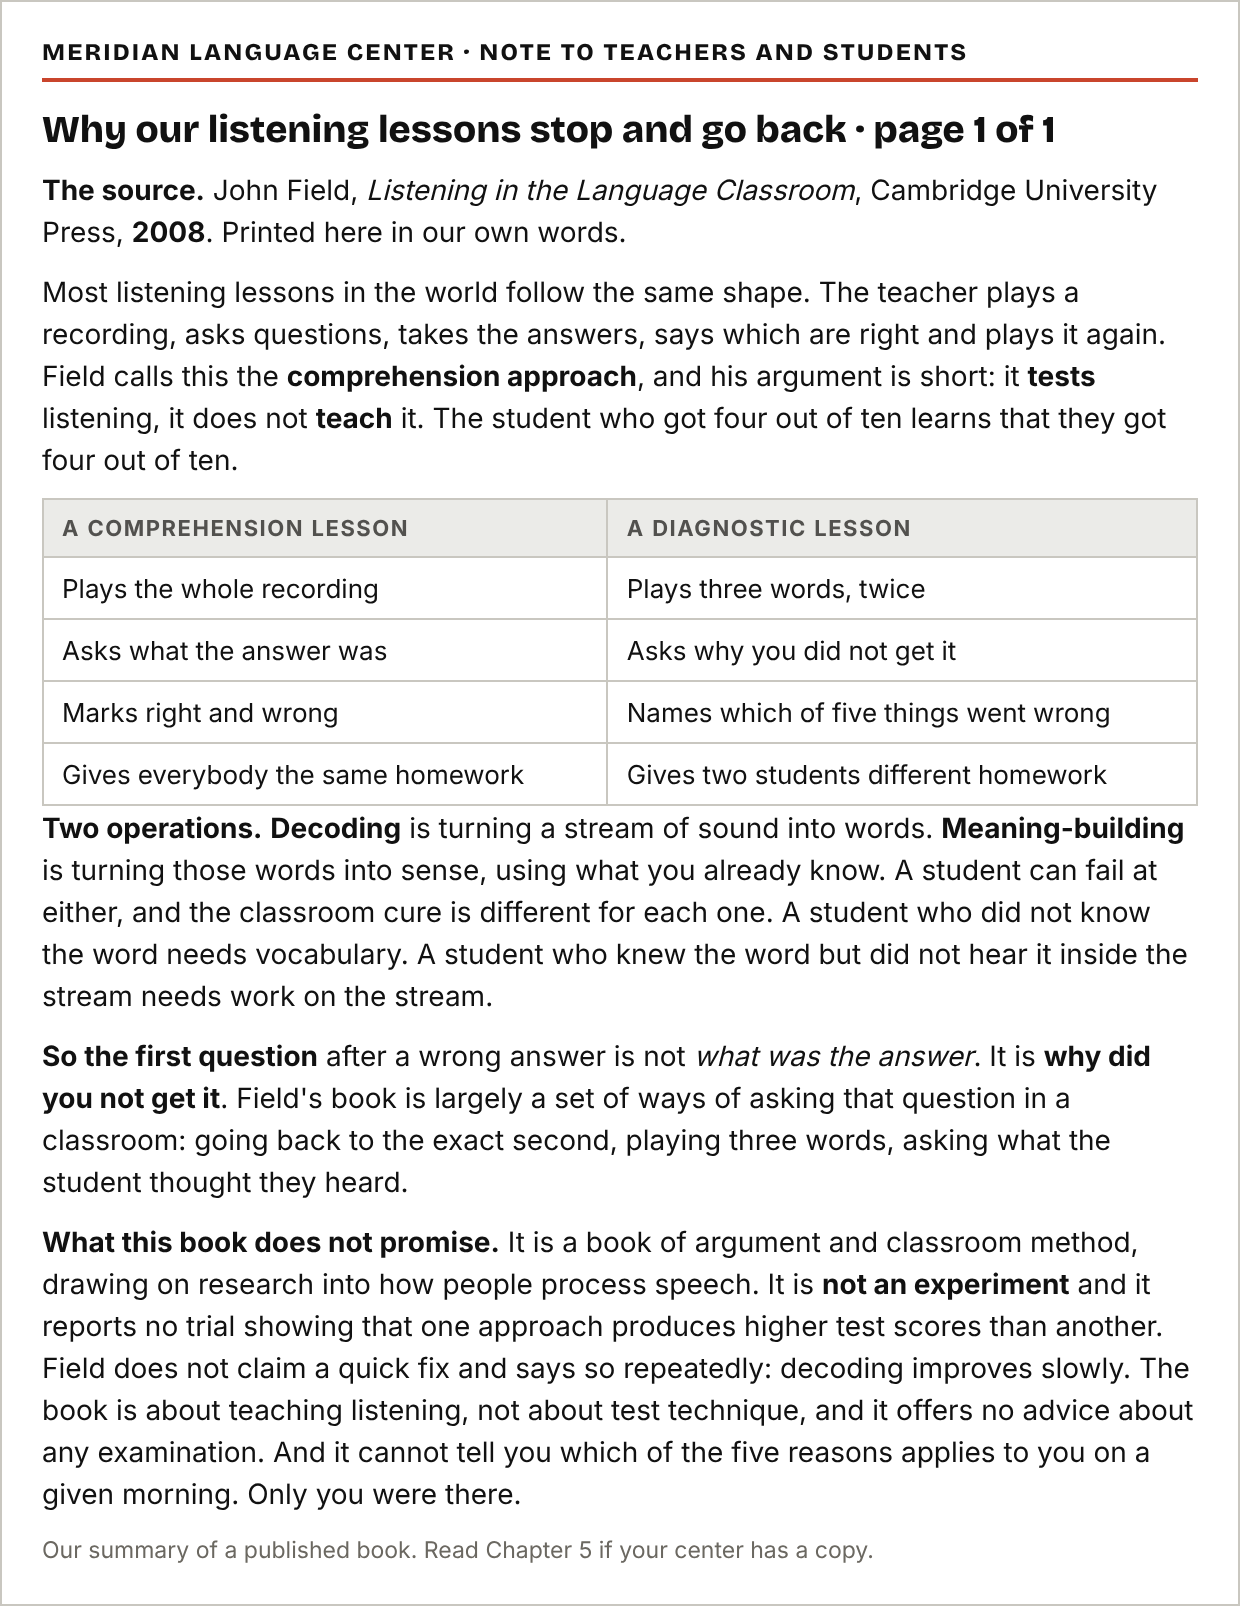 MERIDIAN LANGUAGE CENTER · NOTE TO TEACHERS AND STUDENTS
Why our listening lessons stop and go back · page 1 of 1
The source. John Field, Listening in the Language Classroom, Cambridge University
Press, 2008. Printed here in our own words.
Most listening lessons in the world follow the same shape. The teacher plays a
recording, asks questions, takes the answers, says which are right and plays it again.
Field calls this the comprehension approach, and his argument is short: it tests
listening, it does not teach it. The student who got four out of ten learns that they got
four out of ten.
A COMPREHENSION LESSON
A DIAGNOSTIC LESSON
Plays the whole recording
Plays three words, twice
Asks what the answer was
Asks why you did not get it
Marks right and wrong
Names which of five things went wrong
Gives everybody the same homework
Gives two students different homework
Two operations. Decoding is turning a stream of sound into words. Meaning-building
is turning those words into sense, using what you already know. A student can fail at
either, and the classroom cure is different for each one. A student who did not know
the word needs vocabulary. A student who knew the word but did not hear it inside the
stream needs work on the stream.
So the first question after a wrong answer is not what was the answer. It is why did
you not get it. Field's book is largely a set of ways of asking that question in a
classroom: going back to the exact second, playing three words, asking what the
student thought they heard.
What this book does not promise. It is a book of argument and classroom method,
drawing on research into how people process speech. It is not an experiment and it
reports no trial showing that one approach produces higher test scores than another.
Field does not claim a quick fix and says so repeatedly: decoding improves slowly. The
book is about teaching listening, not about test technique, and it offers no advice about
any examination. And it cannot tell you which of the five reasons applies to you on a
given morning. Only you were there.
Our summary of a published book. Read Chapter 5 if your center has a copy.